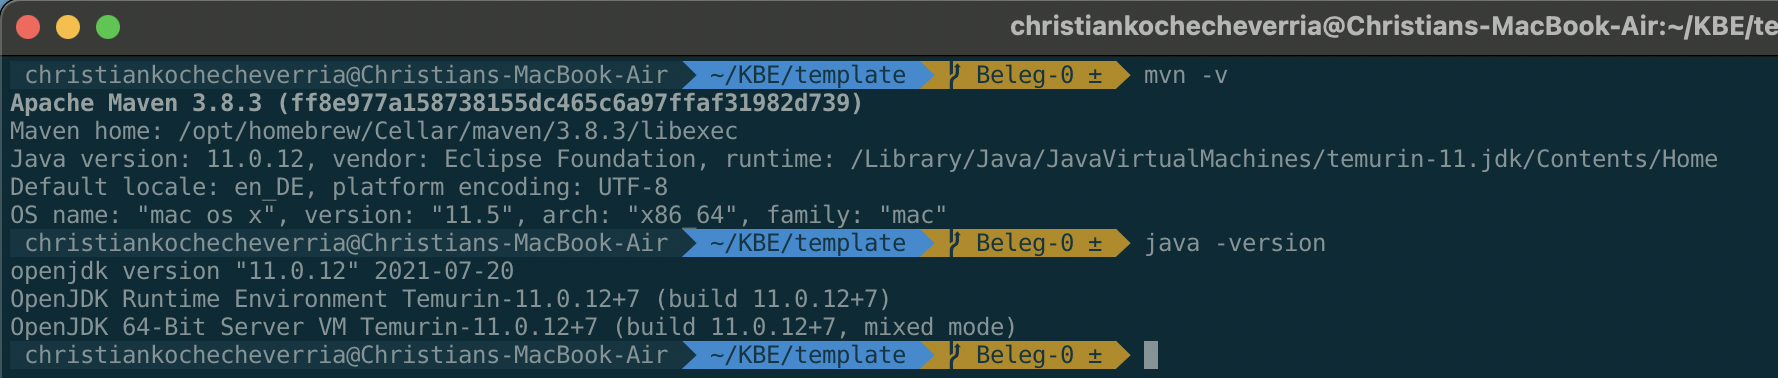 christiankochecheverria@Christians-MacBook-Air:~/KBE/te
christiankochecheverria@Christians-MacBook-Air ~/KBE/template Beleg-0 ± mvn -v
Apache Maven 3.8.3 (ff8e977a158738155dc465c6a97ffaf31982d739)
Maven home: /opt/homebrew/Cellar/maven/3.8.3/libexec
Java version: 11.0.12, vendor: Eclipse Foundation, runtime: /Library/Java/JavaVirtualMachines/temurin-11.jdk/Contents/Home
Default locale: en_DE, platform encoding: UTF-8
OS name: "mac os x", version: "11.5", arch: "x86_64", family: "mac"
christiankochecheverria@Christians-MacBook-Air ~/KBE/template Beleg-0 ± java -version
openjdk version "11.0.12" 2021-07-20
OpenJDK Runtime Environment Temurin-11.0.12+7 (build 11.0.12+7)
OpenJDK 64-Bit Server VM Temurin-11.0.12+7 (build 11.0.12+7, mixed mode)
christiankochecheverria@Christians-MacBook-Air ~/KBE/template Beleg-0 ±